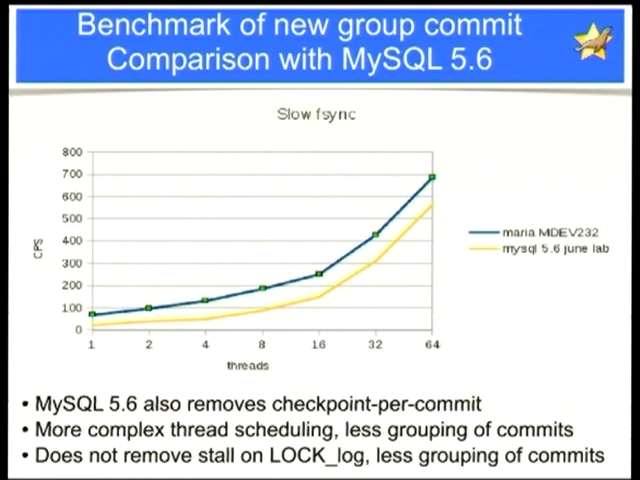 Benchmark of new group commit
Comparison with MySQL 5.6
Slow fsync
800
700
600
500
400
300
200
100
0
CPS
1 2 4 8 16 32 64
threads
maria MDEV232
mysql 5.6 june lab
• MySQL 5.6 also removes checkpoint-per-commit
• More complex thread scheduling, less grouping of commits
• Does not remove stall on LOCK_log, less grouping of commits